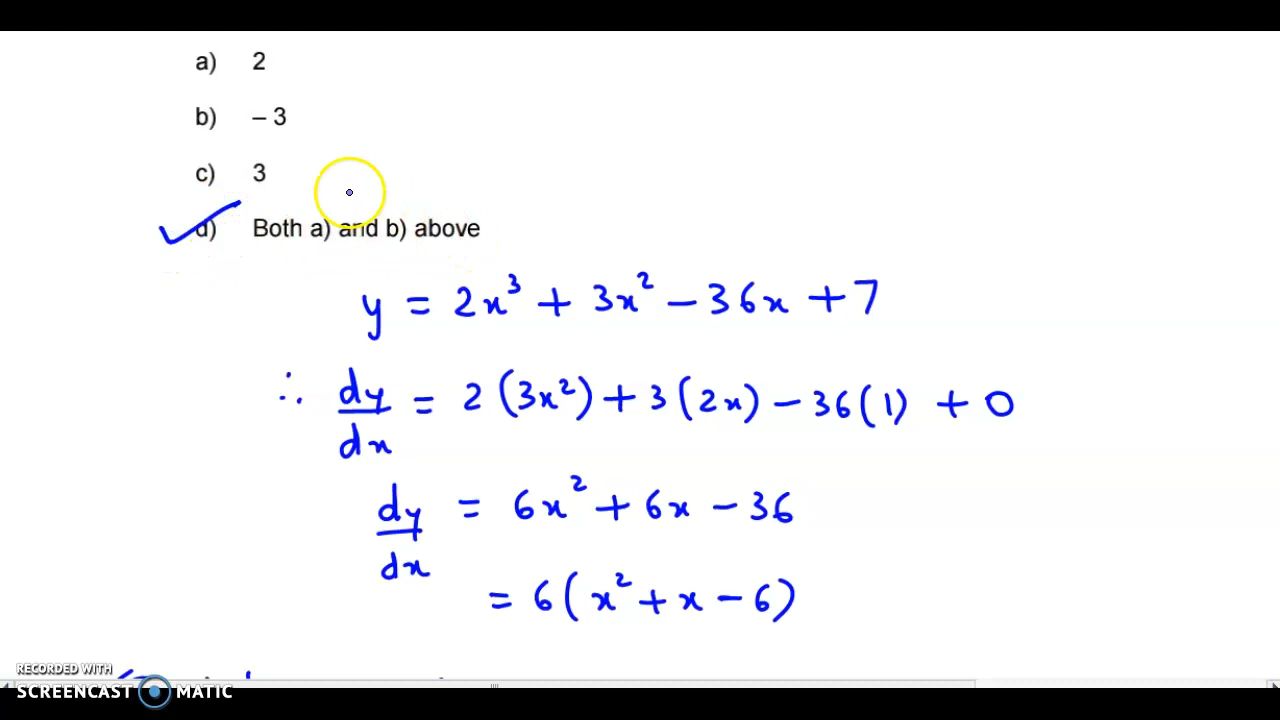 a) 2
b) – 3
c) 3
d) Both a) and b) above
y = 2x³ + 3x² − 36x + 7
∴ dy/dx = 2(3x²) + 3(2x) − 36(1) + 0
dy/dx = 6x² + 6x − 36
= 6(x² + x − 6)
RECORDED WITH
SCREENCAST MATIC